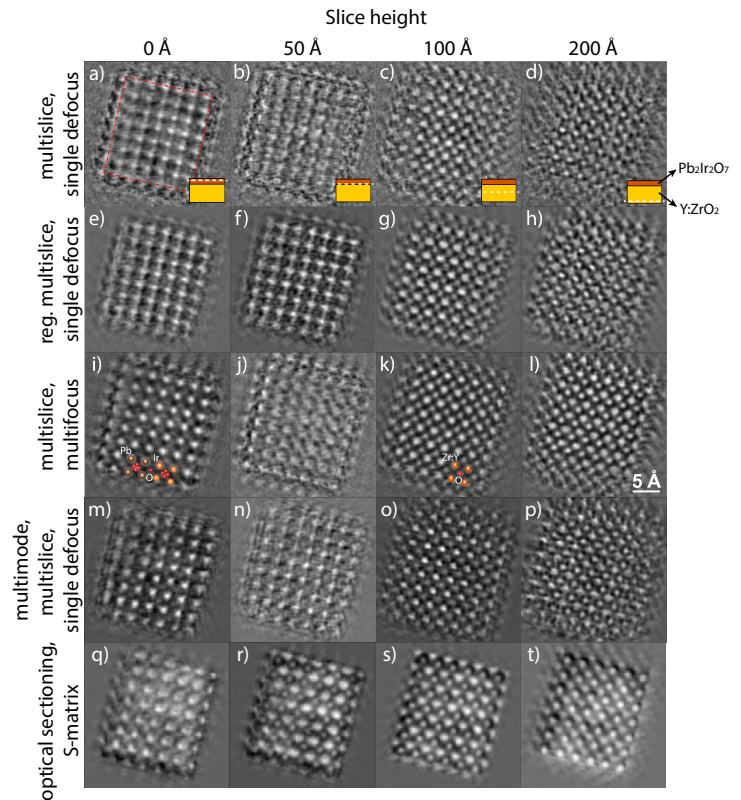 Slice height
0 Å 50 Å 100 Å 200 Å
multislice,
single defocus
a) b) c) d)
Pb₂Ir₂O₇
Y:ZrO₂
reg. multislice,
single defocus
e) f) g) h)
multislice,
multifocus
i) j) k) l)
Pb Ir
O
Zr:Y
O
5 Å
multimode,
multislice,
single defocus
m) n) o) p)
optical sectioning,
S-matrix
q) r) s) t)